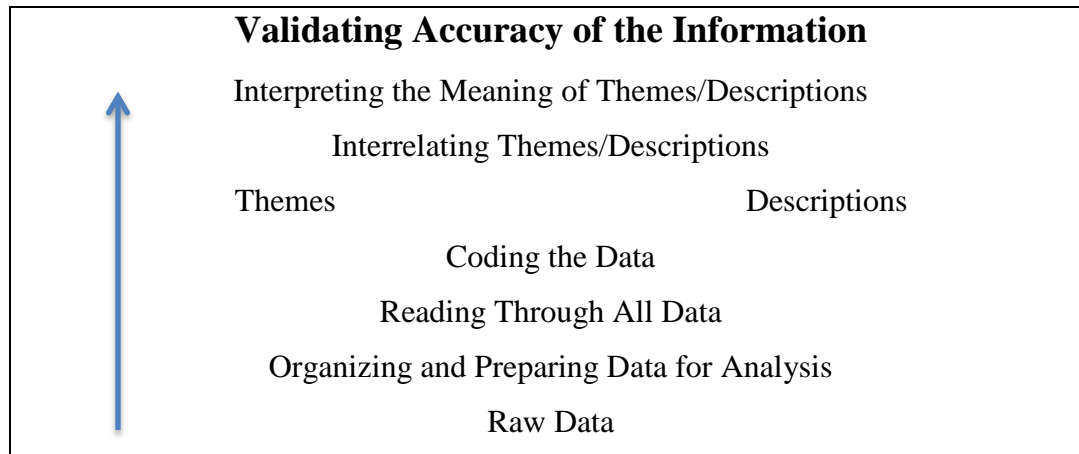 Validating Accuracy of the Information
Interpreting the Meaning of Themes/Descriptions
Interrelating Themes/Descriptions
Themes Descriptions
Coding the Data
Reading Through All Data
Organizing and Preparing Data for Analysis
Raw Data